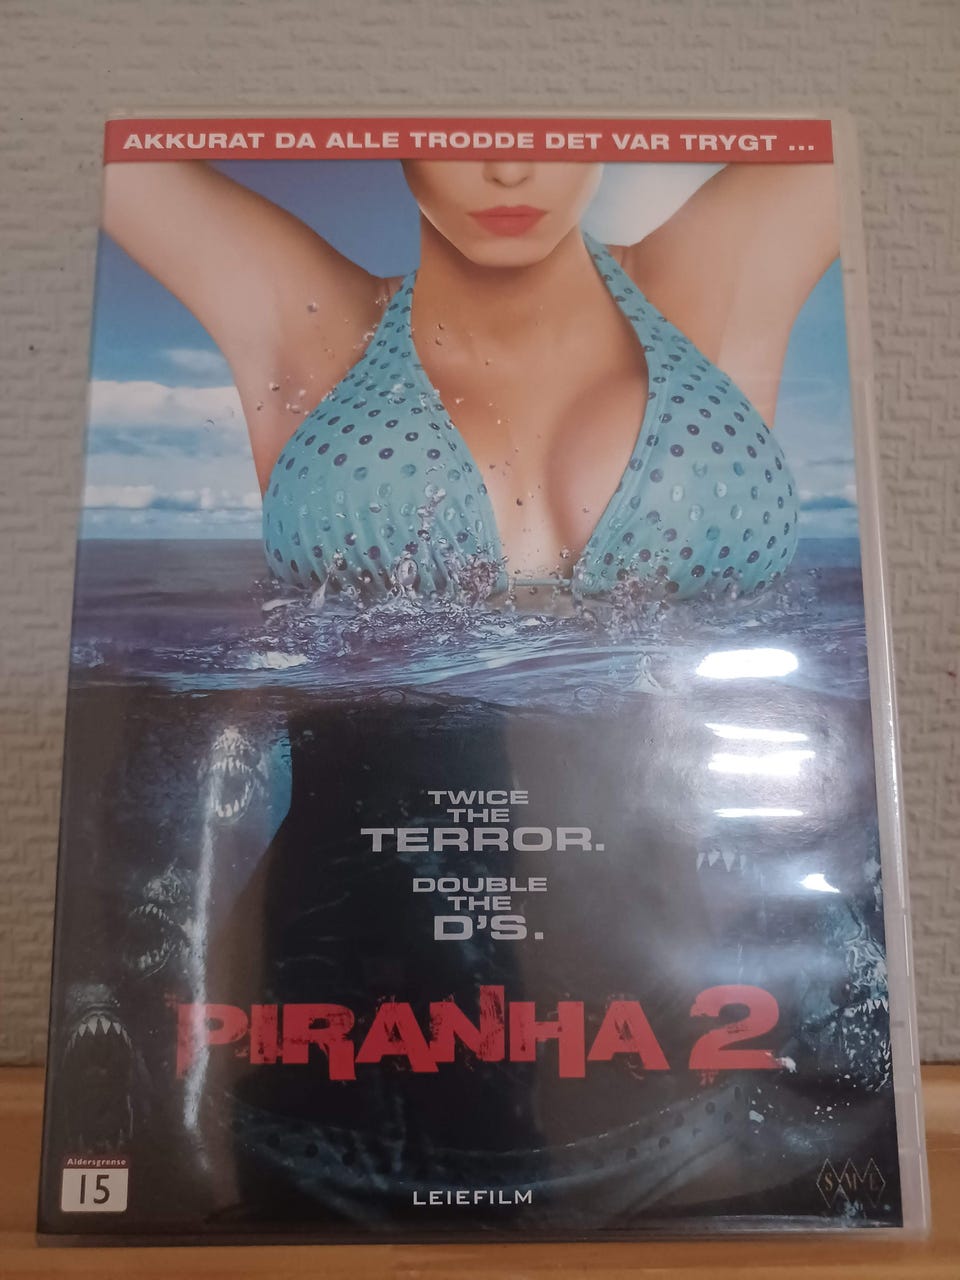 AKKURAT DA ALLE TRODDE DET VAR TRYGT ...
TWICE
THE
TERROR.
DOUBLE
THE
D'S.
PIRANHA 2
Aldersgrense
15
LEIEFILM